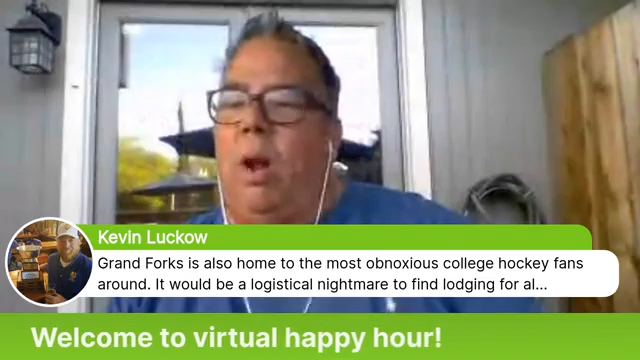 Kevin Luckow
Grand Forks is also home to the most obnoxious college hockey fans
around. It would be a logistical nightmare to find lodging for al...
Welcome to virtual happy hour!